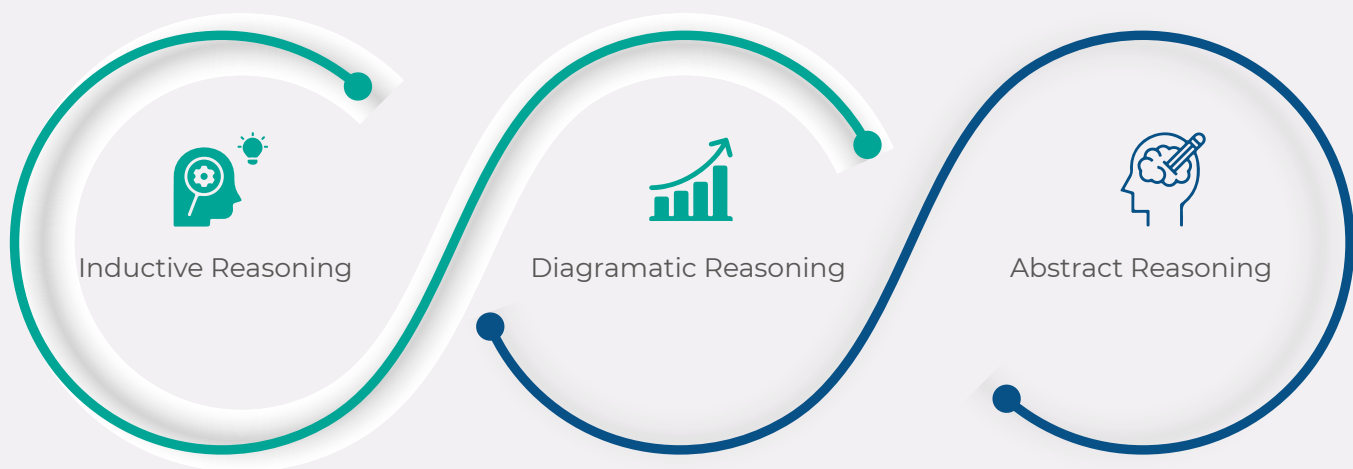 Inductive Reasoning
Diagramatic Reasoning
Abstract Reasoning